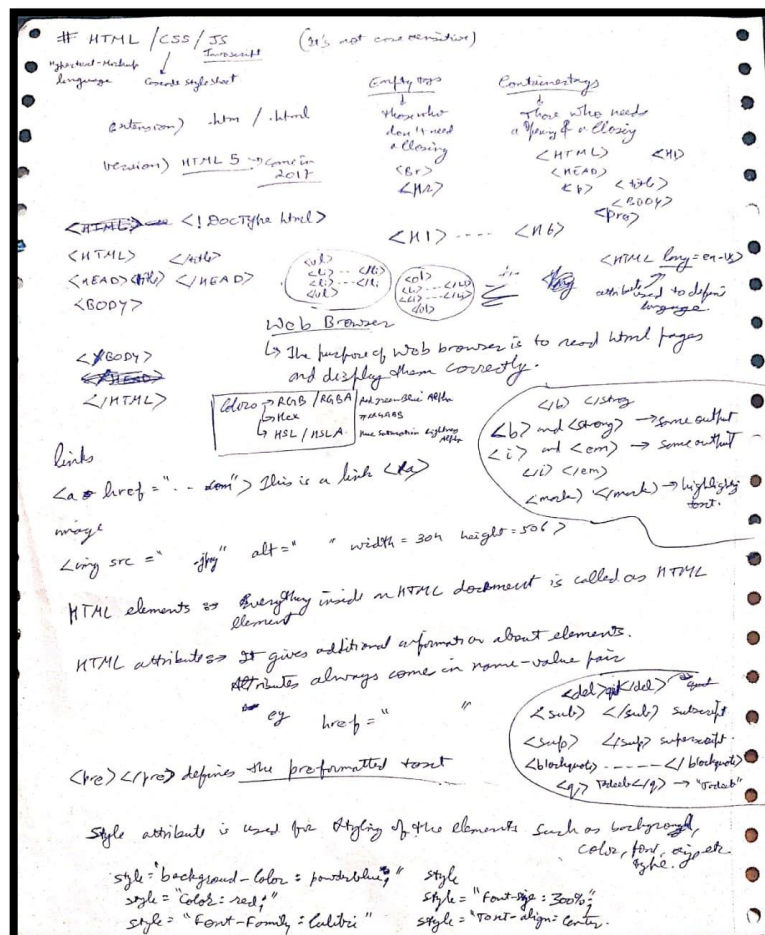 # HTML / CSS / JS (It's not case sensitive)
Hypertext-Markup language
Cascade stylesheet
Javascript
Empty tags
those who don't need a closing
<Br>
<Hr>
Container tags
Those who needs a opening & a closing
<HTML> <H1>
<HEAD>
<p> <title>
<BODY>
<pre>
extension) .htm / .html
version) HTML 5 → came in 2017
<! DOCType html>
<H1> ---- <H6>
<HTML> </title>
<HEAD> <title> </HEAD>
<BODY>
<ul>
<li> -- </li>
<li> -- </li>
</ul>
<ol>
<li> -- </li>
<li> -- </li>
</ol>
<HTML lang=en-us>
attribute used to define language.
Web Browser
↳ The purpose of web browser is to read html pages
and display them correctly.
</BODY>
</HTML>
Colors → RGB / RGBA Red green Blue Alpha
→ Hex
↳ HSL / HSLA Hue Saturation Lightness Alpha
</b> </strong>
<b> and <strong> → same output
<i> and <em> → same output
</i> </em>
<mark> </mark> → highlights text.
links
<a href=" "> This is a link </a>
image
<img src=" .jpg" alt=" " width = 304 height = 506>
HTML elements ⇒ Everything inside a HTML document is called as HTML
element
HTML attributes ⇒ It gives additional information about elements.
Attributes always come in name-value pair
eg href=" "
<del> </del>
<sub> </sub> subscript
<sup> </sup> superscript
<blockquote> ------ </blockquote>
<q> </q> →
<pre></pre> defines the preformatted text
Style attribute is used for styling of the elements such as background,
color, font, size, etc.
type.
style="background-color: powderblue;" style
style="color: red;" style="Font-size: 300%";
style="Font-Family: Calibri" style="Text-align: Center.